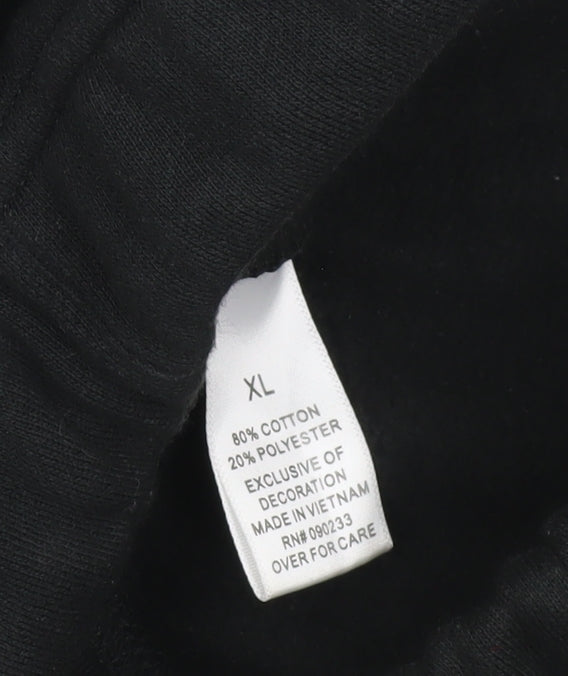 XL
80% COTTON
20% POLYESTER
EXCLUSIVE OF
DECORATION
MADE IN VIETNAM
RN# 090233
OVER FOR CARE